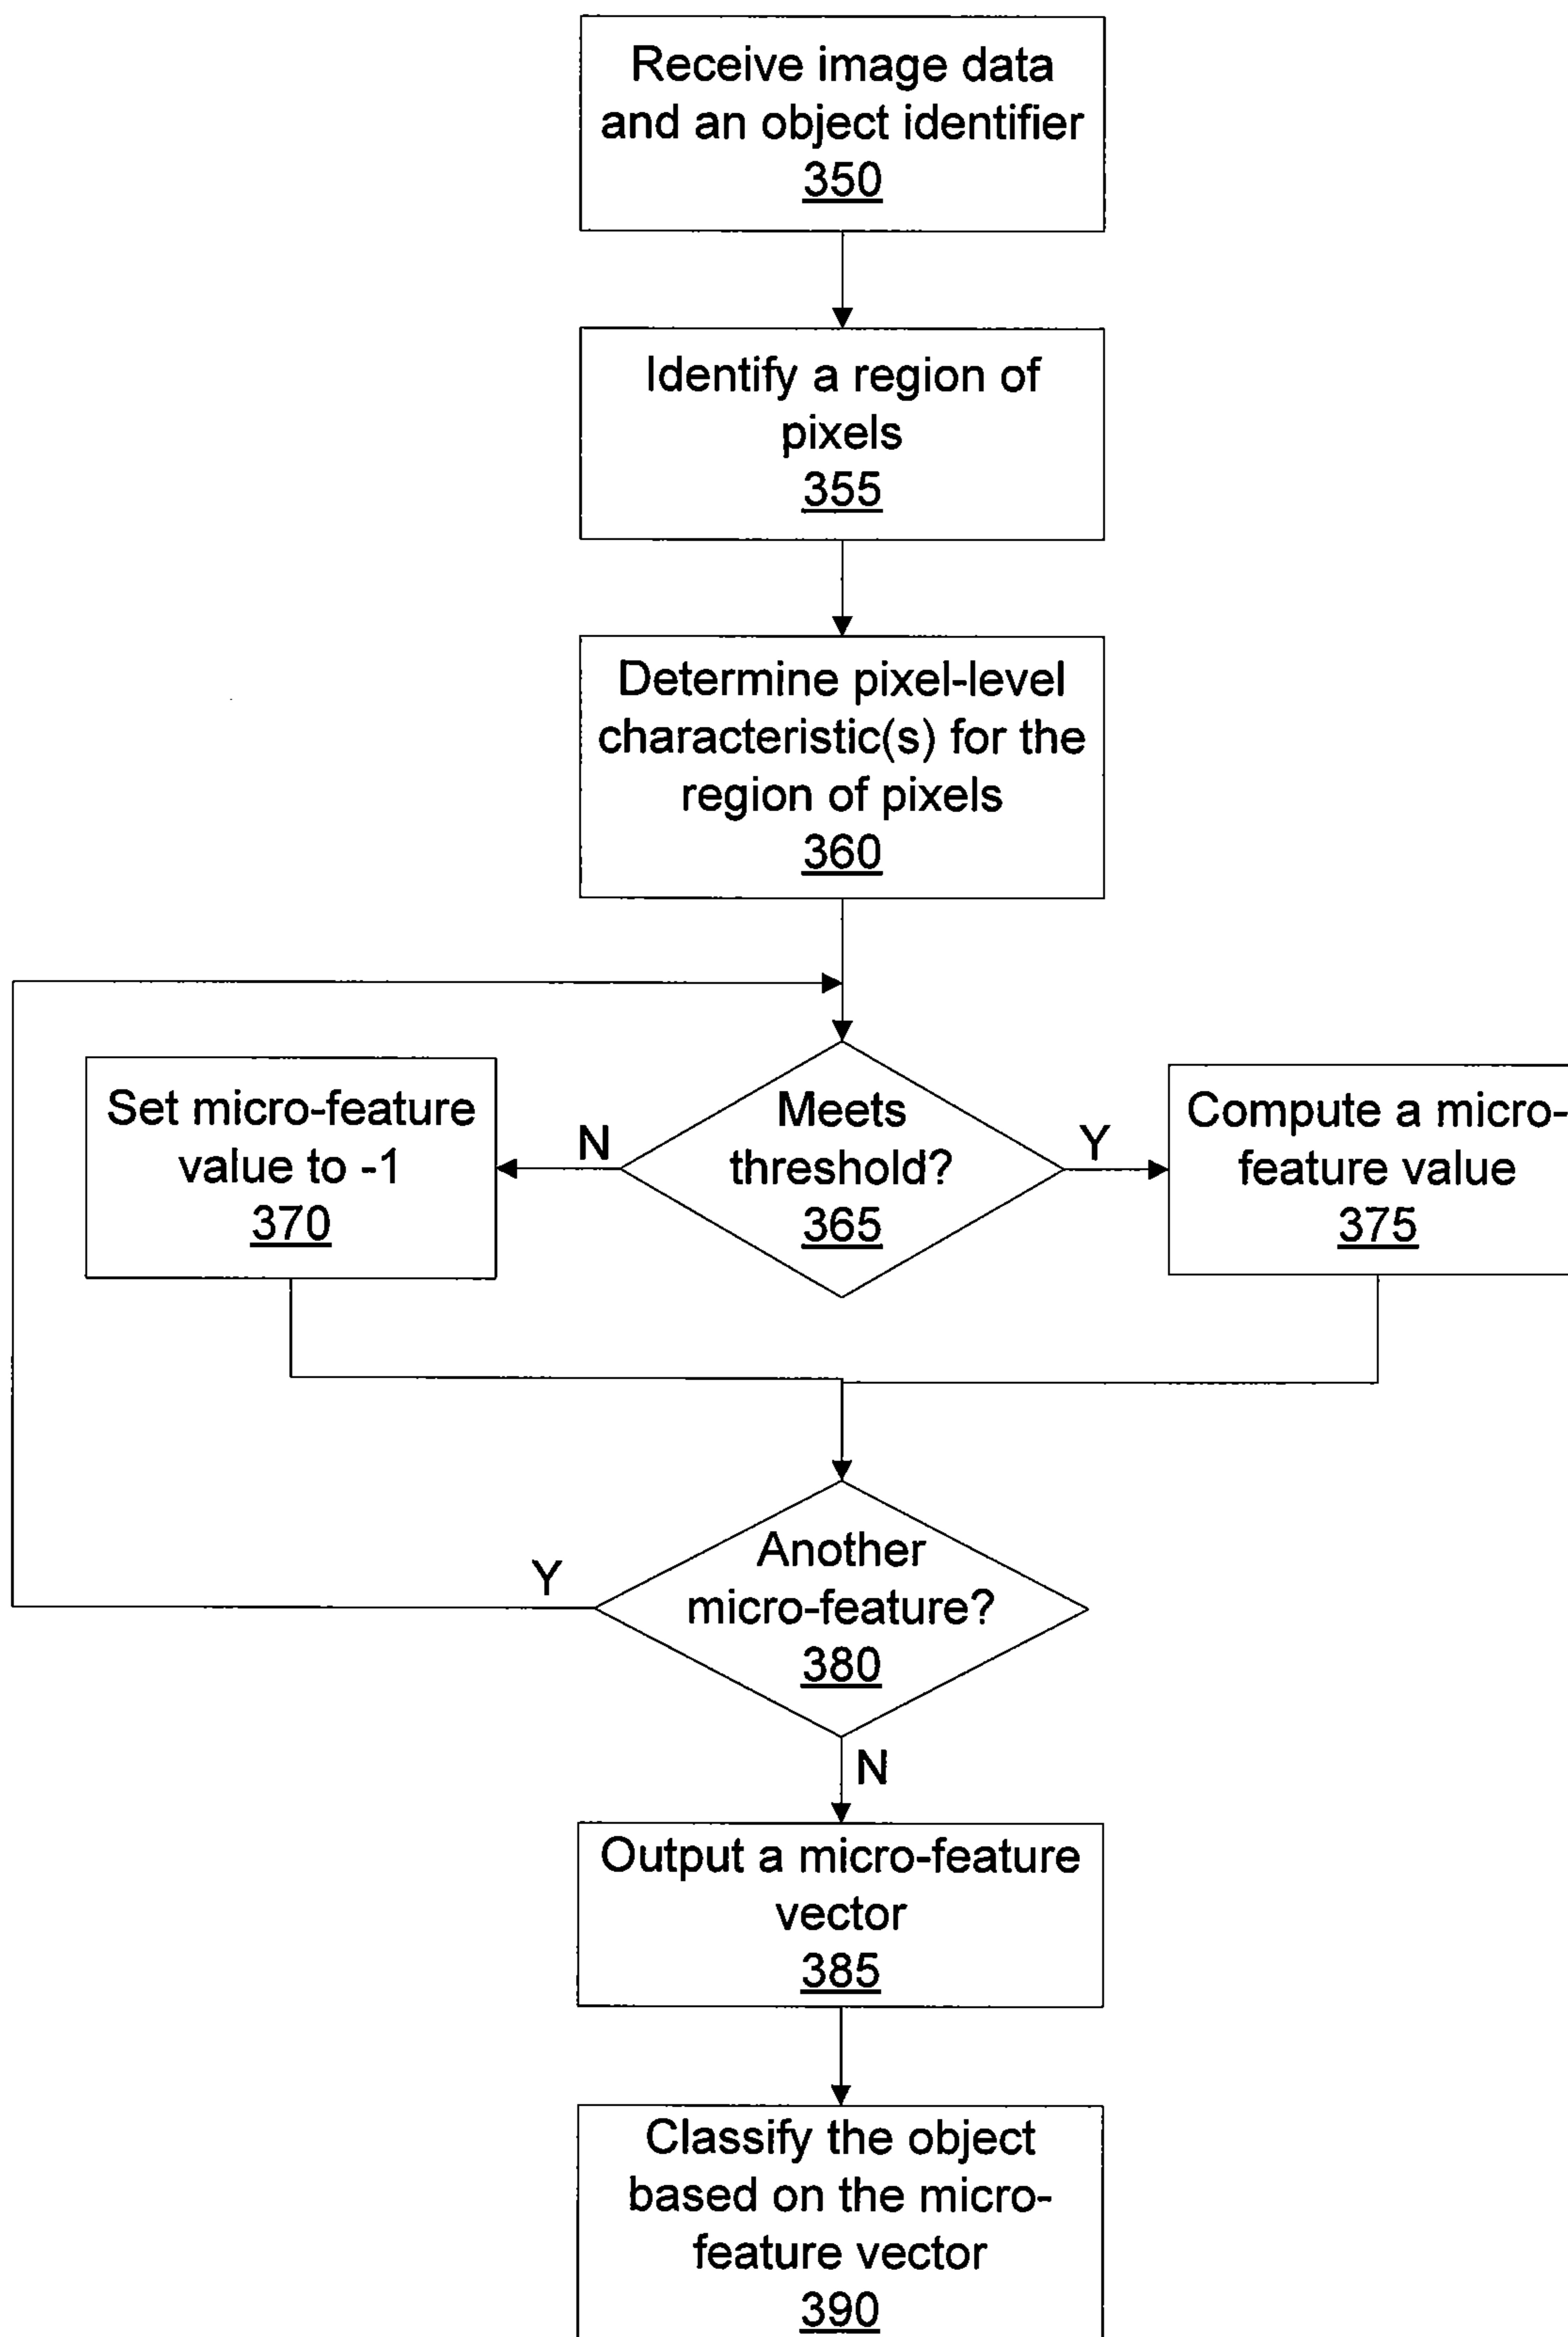 Receive image data
and an object identifier
350
Identify a region of
pixels
355
Determine pixel-level
characteristic(s) for the
region of pixels
360
Set micro-feature
value to -1
370
N
Meets
threshold?
365
Y
Compute a micro-
feature value
375
Y
Another
micro-feature?
380
N
Output a micro-feature
vector
385
Classify the object
based on the micro-
feature vector
390